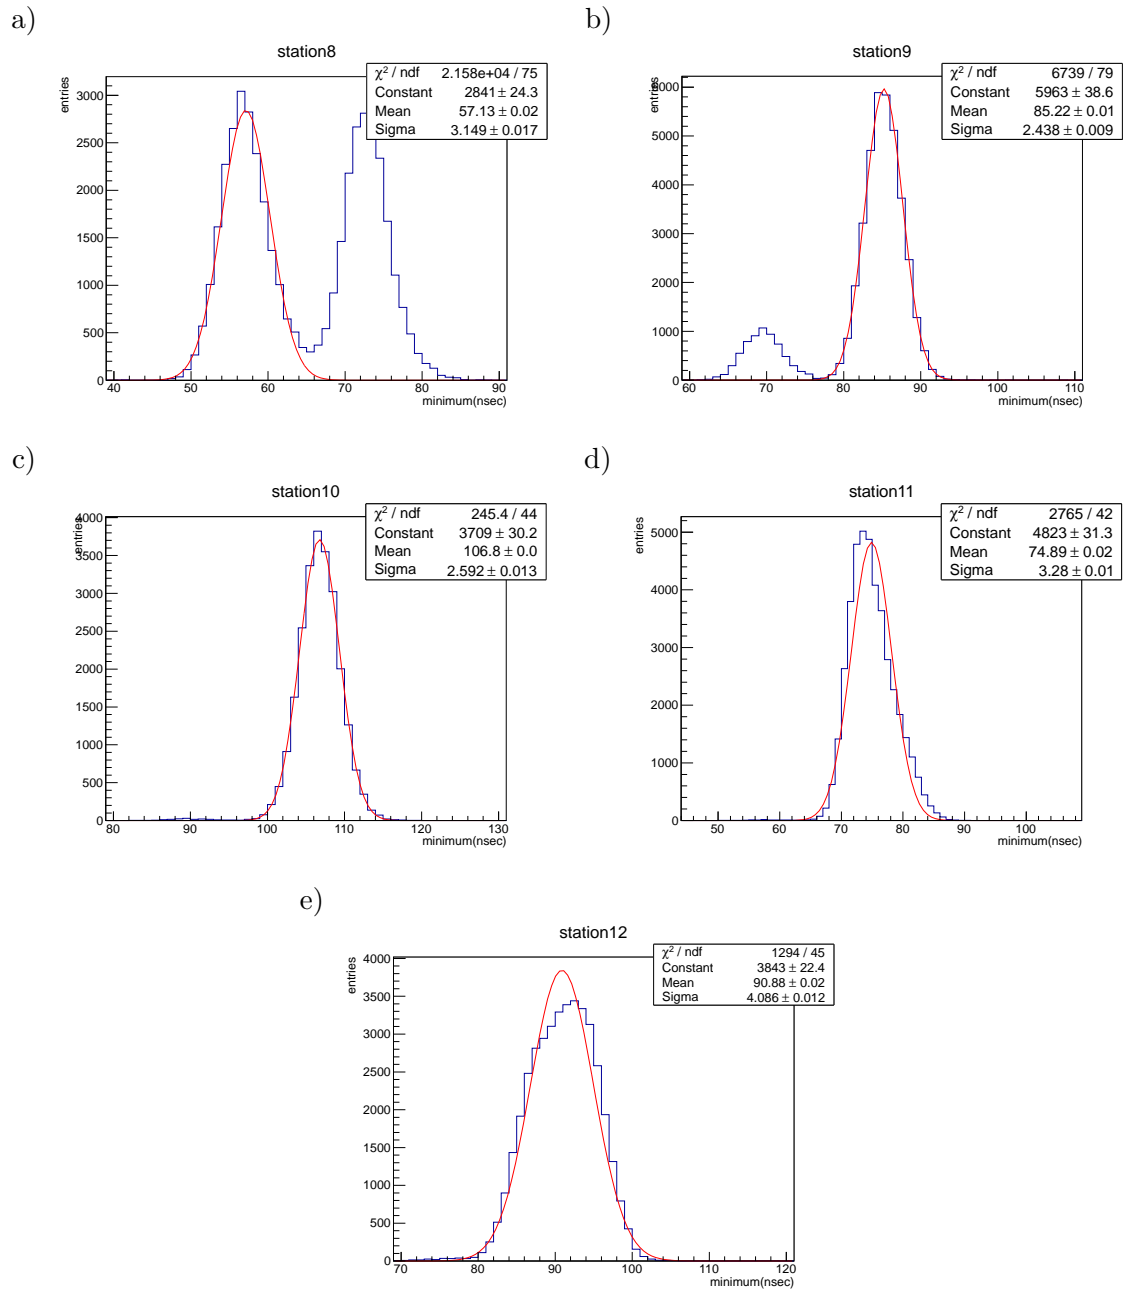 a)
station8
entries
χ² / ndf 2.158e+04 / 75
Constant 2841 ± 24.3
Mean 57.13 ± 0.02
Sigma 3.149 ± 0.017
3000
2500
2000
1500
1000
500
0
40 50 60 70 80 90
minimum(nsec)
b)
station9
entries
χ² / ndf 6739 / 79
Constant 5963 ± 38.6
Mean 85.22 ± 0.01
Sigma 2.438 ± 0.009
6000
5000
4000
3000
2000
1000
0
60 70 80 90 100 110
minimum(nsec)
c)
station10
entries
χ² / ndf 245.4 / 44
Constant 3709 ± 30.2
Mean 106.8 ± 0.0
Sigma 2.592 ± 0.013
4000
3500
3000
2500
2000
1500
1000
500
0
80 90 100 110 120 130
minimum(nsec)
d)
station11
entries
χ² / ndf 2765 / 42
Constant 4823 ± 31.3
Mean 74.89 ± 0.02
Sigma 3.28 ± 0.01
5000
4000
3000
2000
1000
0
50 60 70 80 90 100
minimum(nsec)
e)
station12
entries
χ² / ndf 1294 / 45
Constant 3843 ± 22.4
Mean 90.88 ± 0.02
Sigma 4.086 ± 0.012
4000
3500
3000
2500
2000
1500
1000
500
0
70 80 90 100 110 120
minimum(nsec)